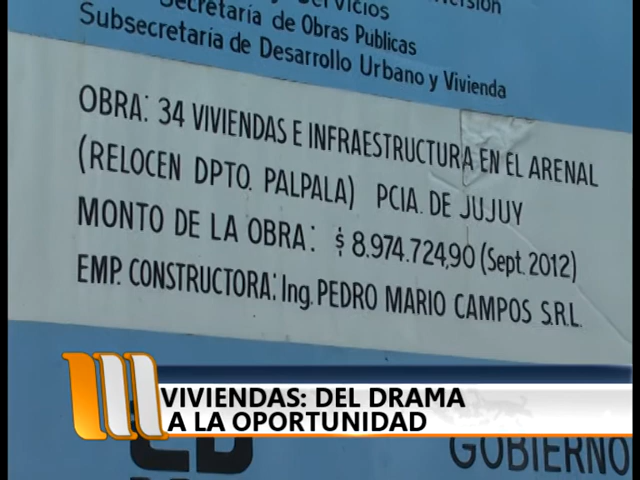 Secretaría de Obras Publicas
Subsecretaría de Desarrollo Urbano y Vivienda
OBRA: 34 VIVIENDAS E INFRAESTRUCTURA EN EL ARENAL
(RELOCEN DPTO. PALPALA) PCIA. DE JUJUY
MONTO DE LA OBRA: $ 8.974.724,90 (Sept. 2012)
EMP. CONSTRUCTORA: Ing. PEDRO MARIO CAMPOS S.R.L.
VIVIENDAS: DEL DRAMA
A LA OPORTUNIDAD
GOBIERNO